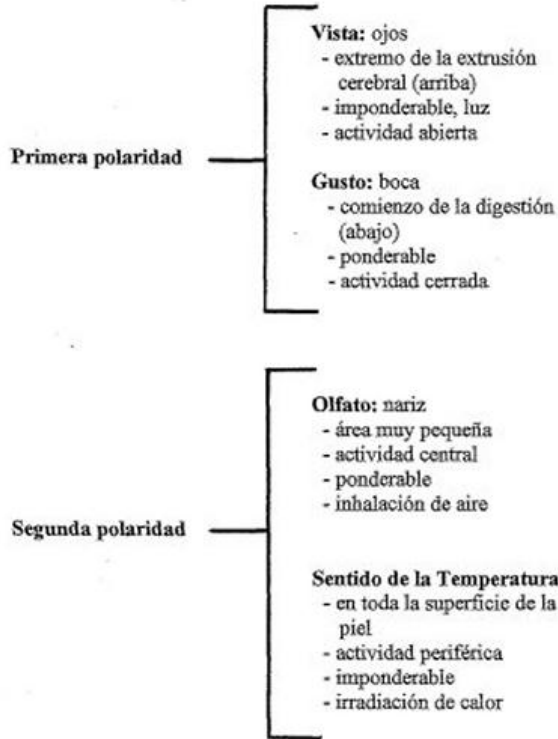 Vista: ojos
- extremo de la extrusión
cerebral (arriba)
- imponderable, luz
- actividad abierta
Primera polaridad
Gusto: boca
- comienzo de la digestión
(abajo)
- ponderable
- actividad cerrada
Olfato: nariz
- área muy pequeña
- actividad central
- ponderable
- inhalación de aire
Segunda polaridad
Sentido de la Temperatura
- en toda la superficie de la
piel
- actividad periférica
- imponderable
- irradiación de calor